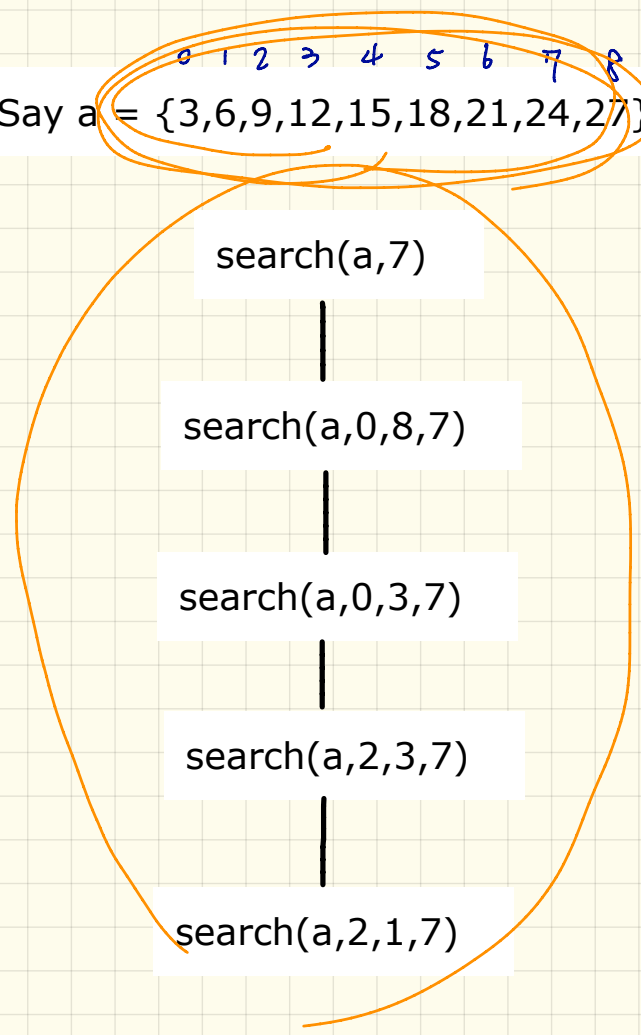 0 1 2 3 4 5 6 7 8
Say a = {3,6,9,12,15,18,21,24,27}
search(a,7)
search(a,0,8,7)
search(a,0,3,7)
search(a,2,3,7)
search(a,2,1,7)